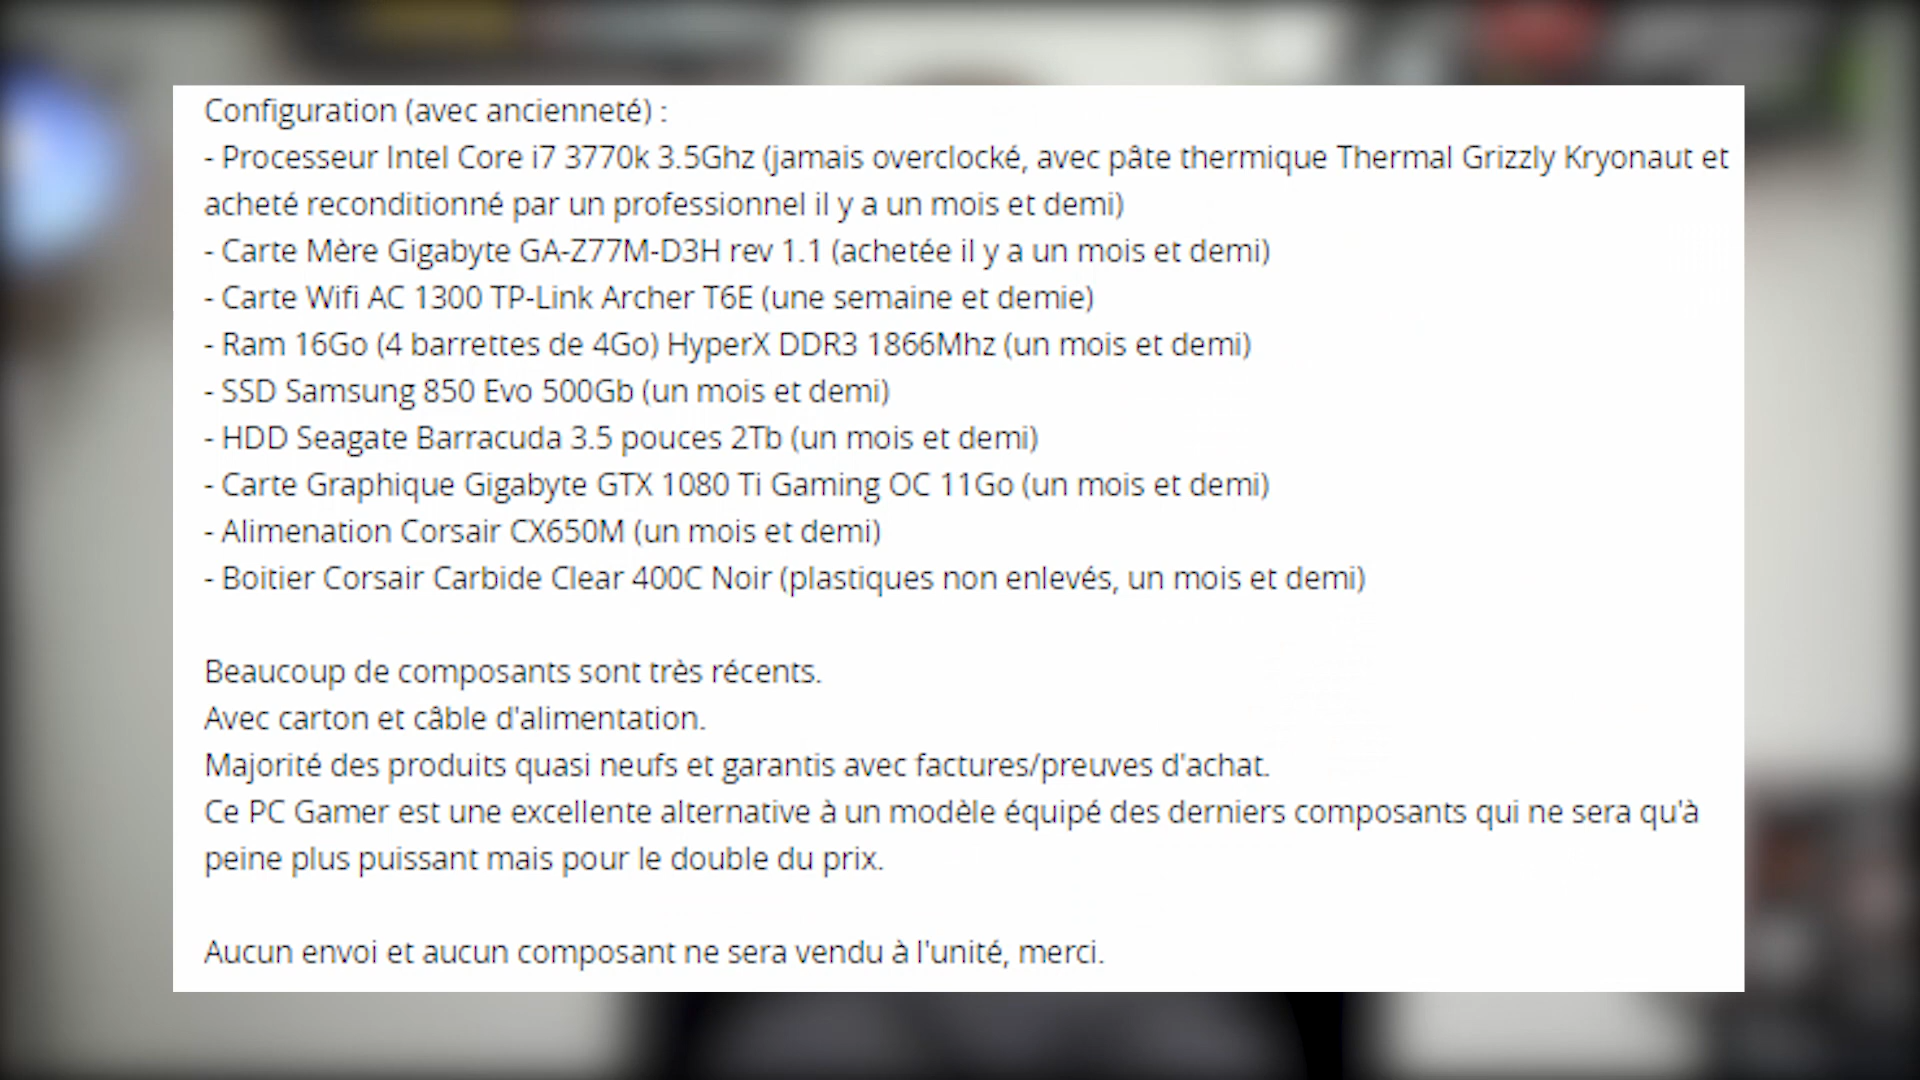 Configuration (avec ancienneté) :
- Processeur Intel Core i7 3770k 3.5Ghz (jamais overclocké, avec pâte thermique Thermal Grizzly Kryonaut et
acheté reconditionné par un professionnel il y a un mois et demi)
- Carte Mère Gigabyte GA-Z77M-D3H rev 1.1 (achetée il y a un mois et demi)
- Carte Wifi AC 1300 TP-Link Archer T6E (une semaine et demie)
- Ram 16Go (4 barrettes de 4Go) HyperX DDR3 1866Mhz (un mois et demi)
- SSD Samsung 850 Evo 500Gb (un mois et demi)
- HDD Seagate Barracuda 3.5 pouces 2Tb (un mois et demi)
- Carte Graphique Gigabyte GTX 1080 Ti Gaming OC 11Go (un mois et demi)
- Alimenation Corsair CX650M (un mois et demi)
- Boitier Corsair Carbide Clear 400C Noir (plastiques non enlevés, un mois et demi)
Beaucoup de composants sont très récents.
Avec carton et câble d'alimentation.
Majorité des produits quasi neufs et garantis avec factures/preuves d'achat.
Ce PC Gamer est une excellente alternative à un modèle équipé des derniers composants qui ne sera qu'à
peine plus puissant mais pour le double du prix.
Aucun envoi et aucun composant ne sera vendu à l'unité, merci.